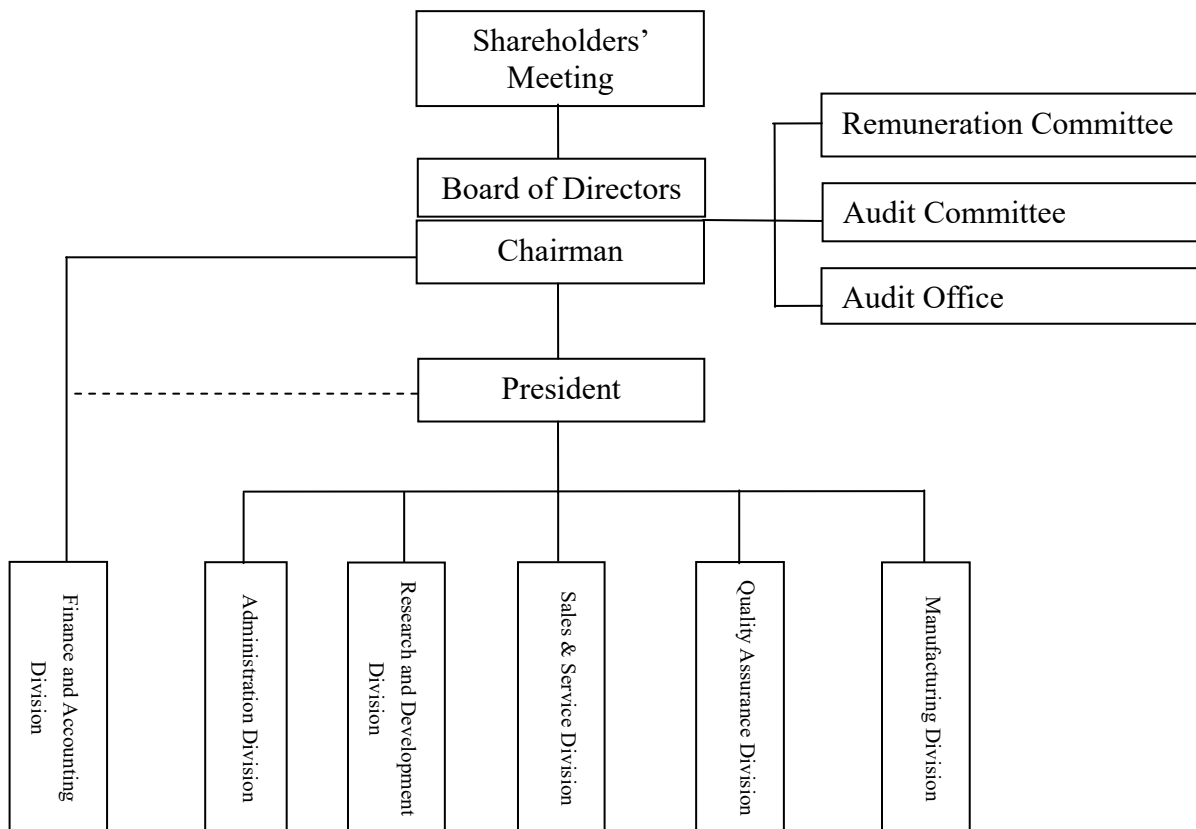 Shareholders’
Meeting
Board of Directors
Chairman
Remuneration Committee
Audit Committee
Audit Office
President
Finance and Accounting
Division
Administration Division
Research and Development
Division
Sales & Service Division
Quality Assurance Division
Manufacturing Division